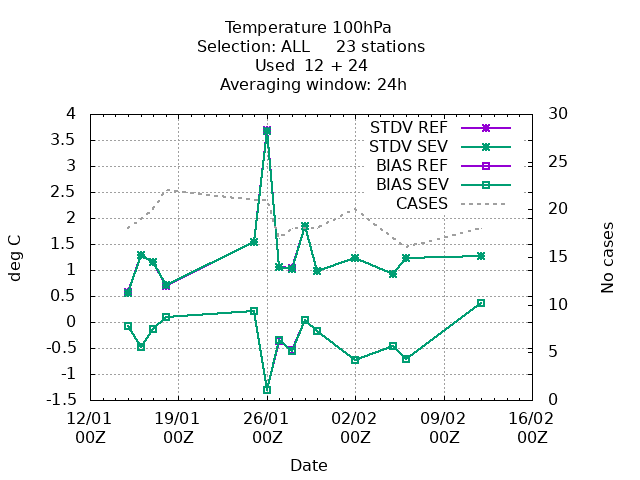 Temperature 100hPa
Selection: ALL 23 stations
Used 12 + 24
Averaging window: 24h
4
3.5
3
2.5
2
1.5
1
0.5
0
-0.5
-1
-1.5
deg C
30
25
20
15
10
5
0
No cases
STDV REF
STDV SEV
BIAS REF
BIAS SEV
CASES
12/01 19/01 26/01 02/02 09/02 16/02
00Z 00Z 00Z 00Z 00Z 00Z
Date